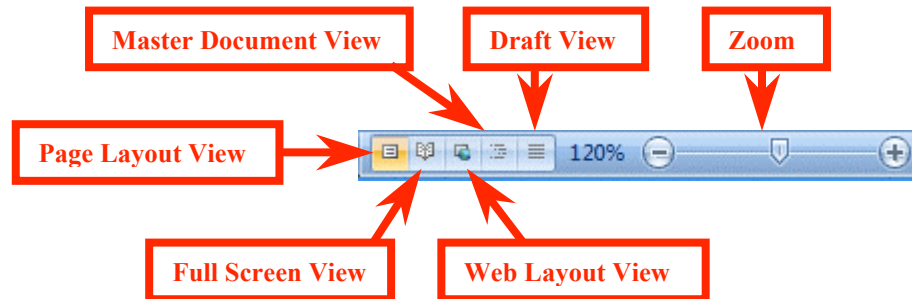 Master Document View
Draft View
Zoom
Page Layout View
120%
Full Screen View
Web Layout View